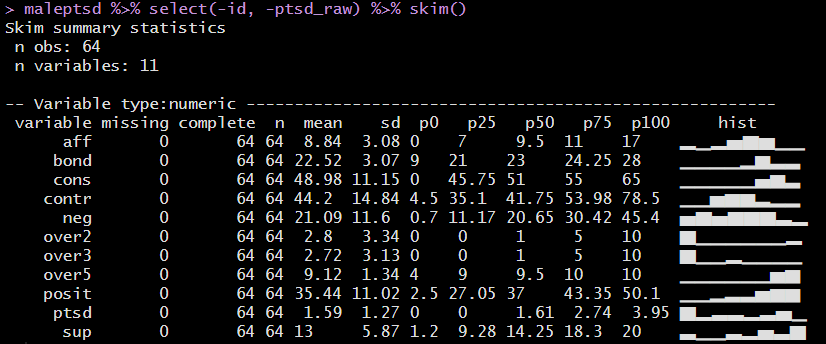 > maleptsd %>% select(-id, -ptsd_raw) %>% skim()
Skim summary statistics
 n obs: 64
 n variables: 11

-- Variable type:numeric -----------------------------------------------------------
 variable missing complete  n  mean    sd  p0   p25   p50   p75  p100     hist
      aff       0       64 64  8.84  3.08 0    7     9.5  11    17
     bond       0       64 64 22.52  3.07 9   21    23    24.25 28
     cons       0       64 64 48.98 11.15 0   45.75 51    55    65
    contr       0       64 64 44.2  14.84 4.5 35.1  41.75 53.98 78.5
      neg       0       64 64 21.09 11.6  0.7 11.17 20.65 30.42 45.4
    over2       0       64 64  2.8   3.34 0    0     1     5    10
    over3       0       64 64  2.72  3.13 0    0     1     5    10
    over5       0       64 64  9.12  1.34 4    9     9.5  10    10
    posit       0       64 64 35.44 11.02 2.5 27.05 37    43.35 50.1
     ptsd       0       64 64  1.59  1.27 0    0     1.61  2.74  3.95
      sup       0       64 64 13     5.87 1.2  9.28 14.25 18.3  20